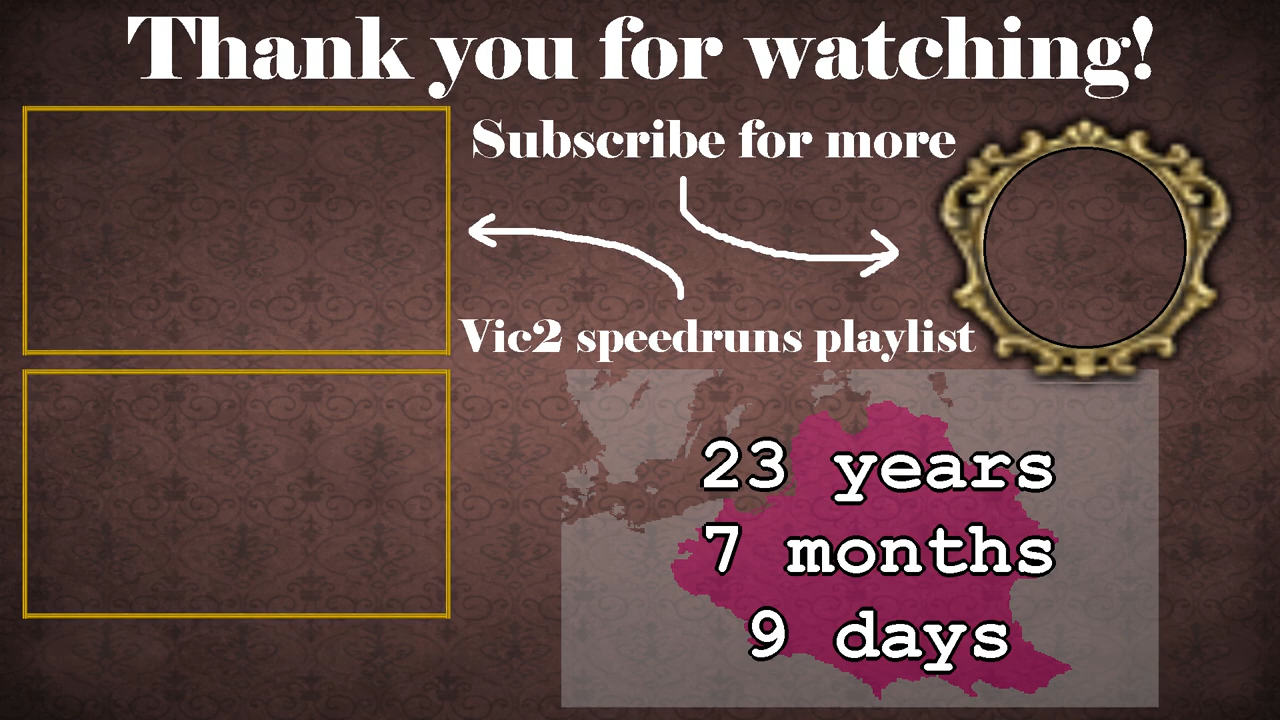 Thank you for watching!
Subscribe for more
Vic2 speedruns playlist
23 years
7 months
9 days